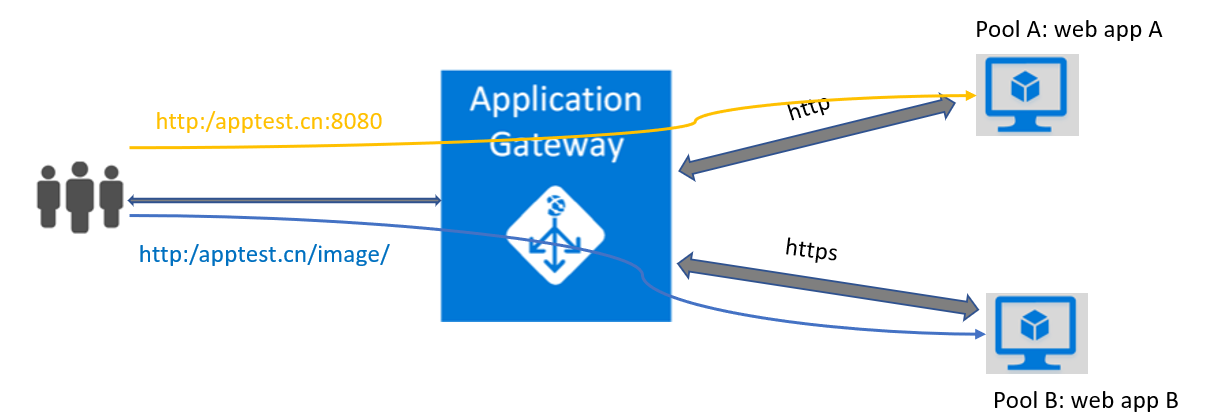 Pool A: web app A
Application
Gateway
http:/apptest.cn:8080
http
http:/apptest.cn/image/
https
Pool B: web app B